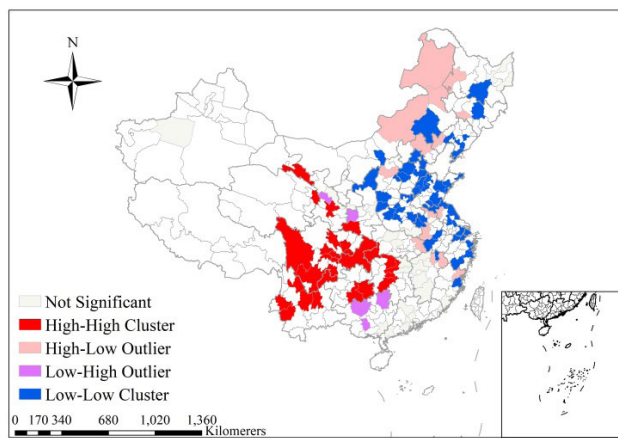 N
Not Significant
High-High Cluster
High-Low Outlier
Low-High Outlier
Low-Low Cluster
0 170 340 680 1,020 1,360
Kilomerers